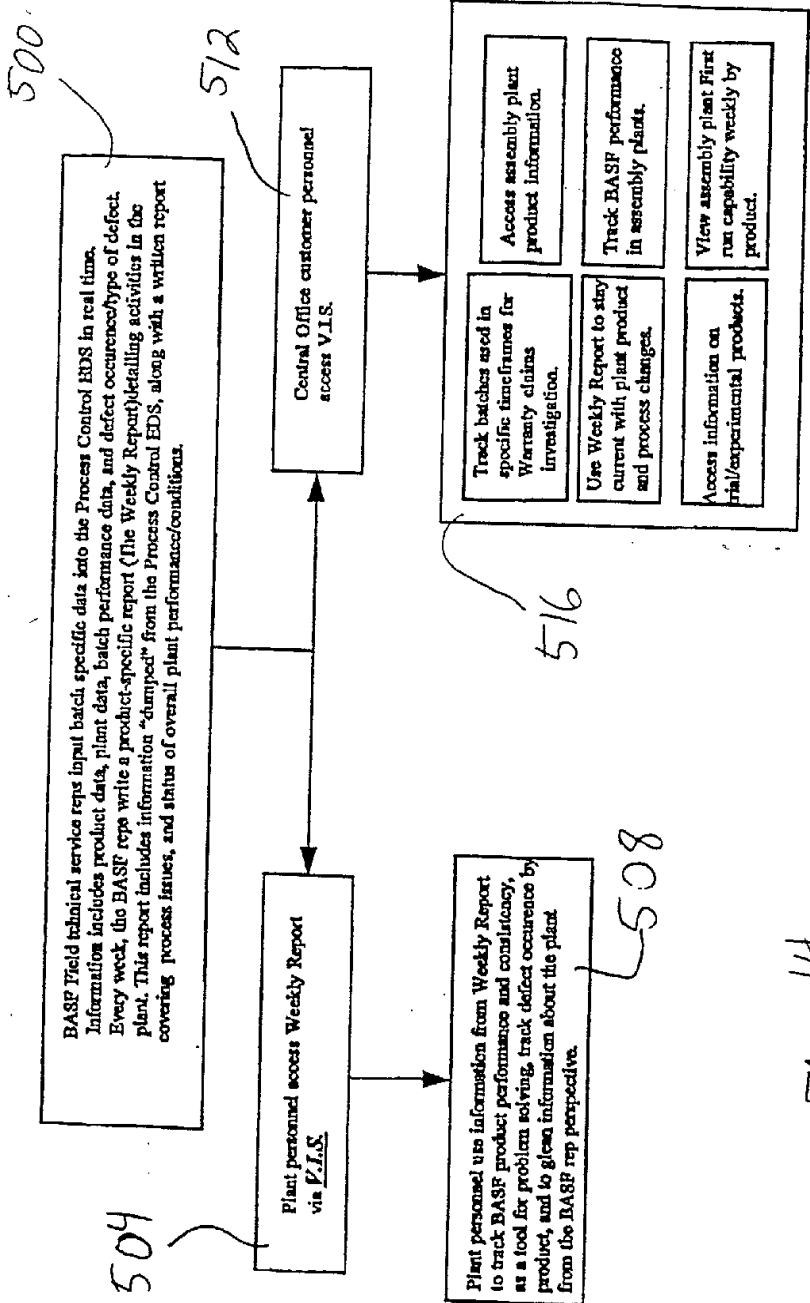 500
BASF Field tehnical service reps input batch specific data into the Process Control EDS in real time.
Information includes product data, plant data, batch performance data, and defect occurence/type of defect.
Every week, the BASF reps write a product-specific report (The Weekly Report)detailing activities in the
plant. This report includes information "dumped" from the Process Control EDS, along with a written report
covering process issues, and status of overall plant performance/conditions.
504
Plant personnel access Weekly Report
via V.I.S.
512
Central Office customer personnel
access V.I.S.
Plant personnel use information from Weekly Report
to track BASF product performance and consistency,
as a tool for problem solving, track defect occurence by
product, and to glean information about the plant
from the BASF rep perspective.
508
516
Track batches used in
specific timeframes for
Warranty claims
investigation.
Access assembly plant
product information.
Use Weekly Report to stay
current with plant product
and process changes.
Track BASF performance
in assembly plants.
Access information on
trial/experimental products.
View assembly plant First
run capability weekly by
product.